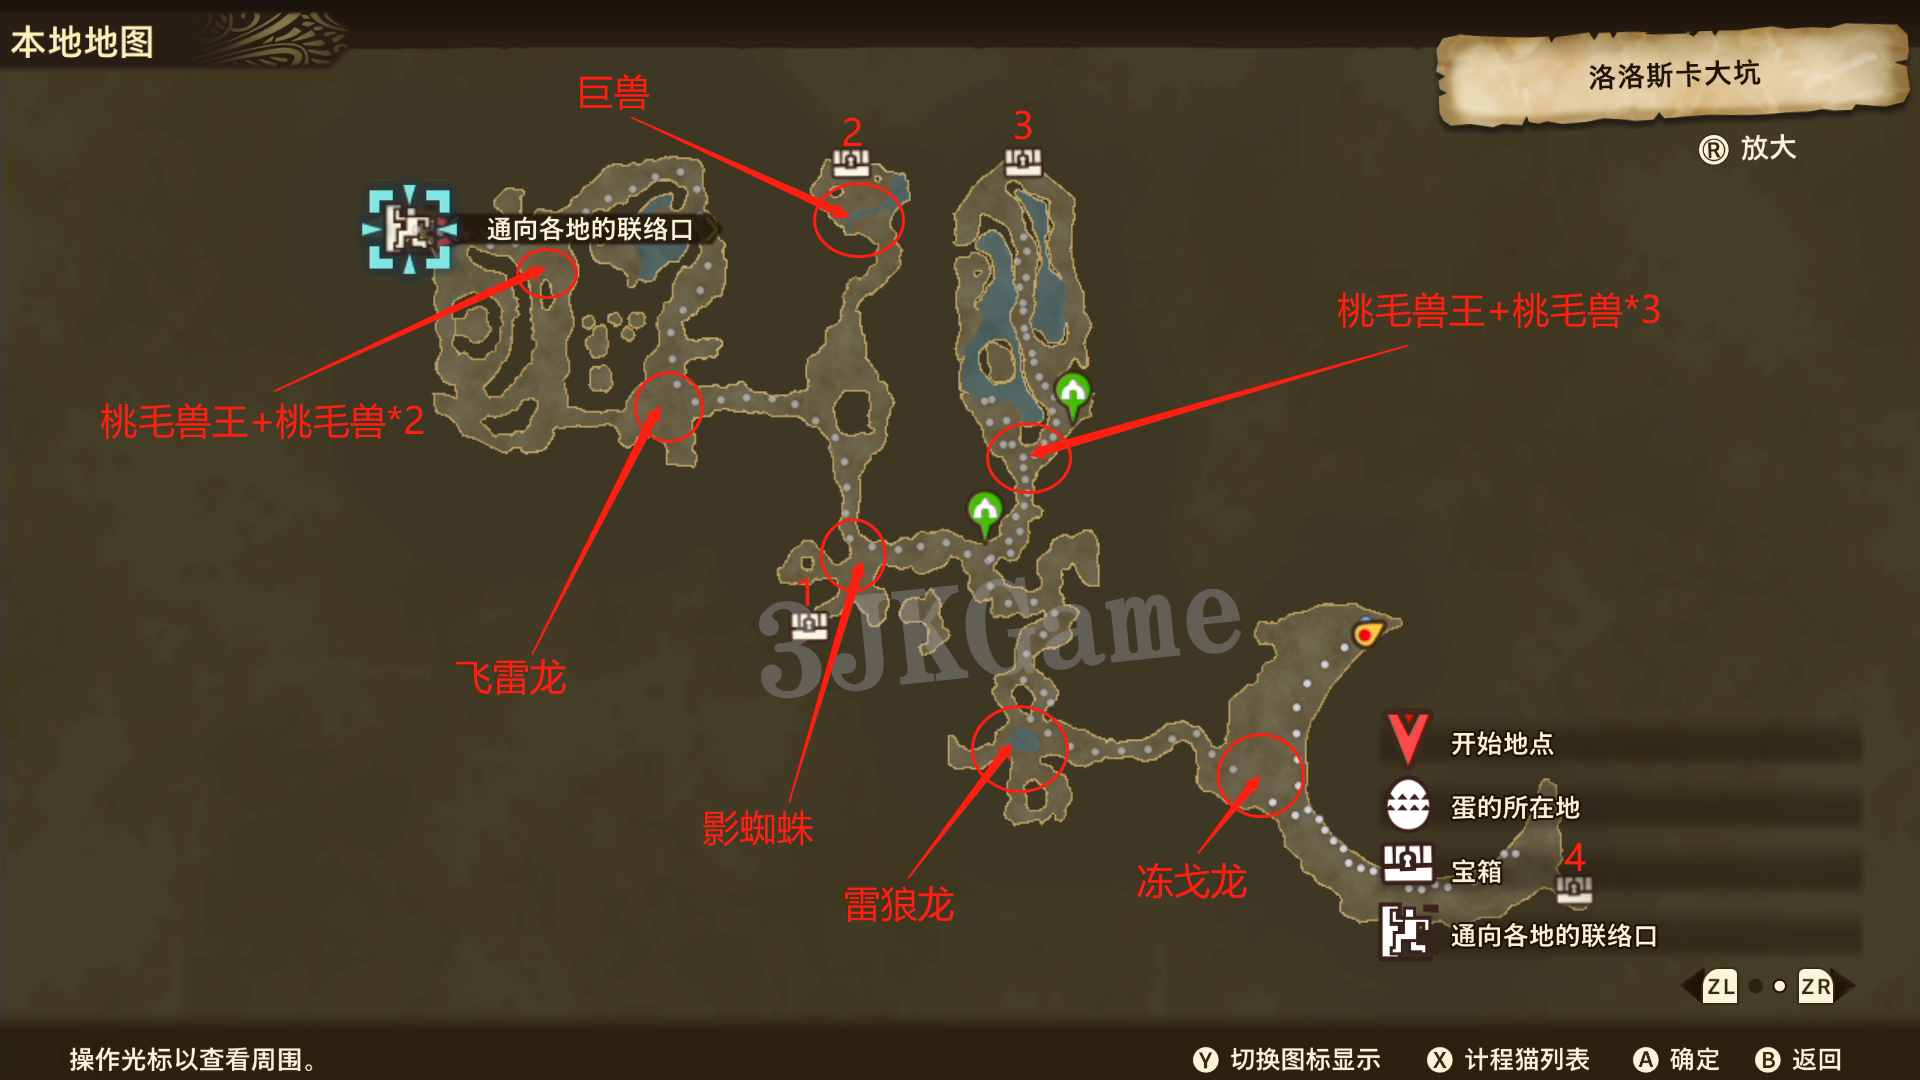 本地地图
洛洛斯卡大坑
R 放大
巨兽
2
3
通向各地的联络口
桃毛兽王+桃毛兽*3
桃毛兽王+桃毛兽*2
1
3JKGame
飞雷龙
影蜘蛛
雷狼龙
冻戈龙
开始地点
蛋的所在地
宝箱
4
通向各地的联络口
ZL ZR
操作光标以查看周围。
Y 切换图标显示 X 计程猫列表 A 确定 B 返回